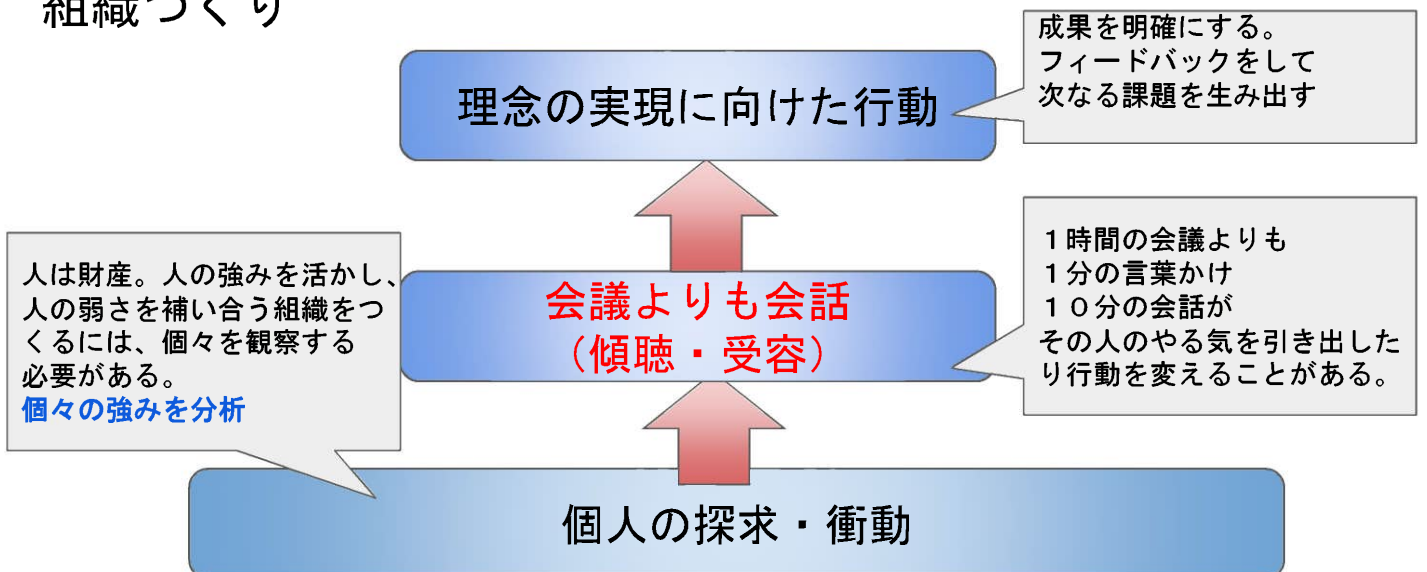 組織づくり
成果を明確にする。
フィードバックをして
次なる課題を生み出す
理念の実現に向けた行動
１時間の会議よりも
１分の言葉かけ
１０分の会話が
その人のやる気を引き出した
り行動を変えることがある。
人は財産。人の強みを活かし、
人の弱さを補い合う組織をつ
くるには、個々を観察する
必要がある。
個々の強みを分析
会議よりも会話
（傾聴・受容）
個人の探求・衝動